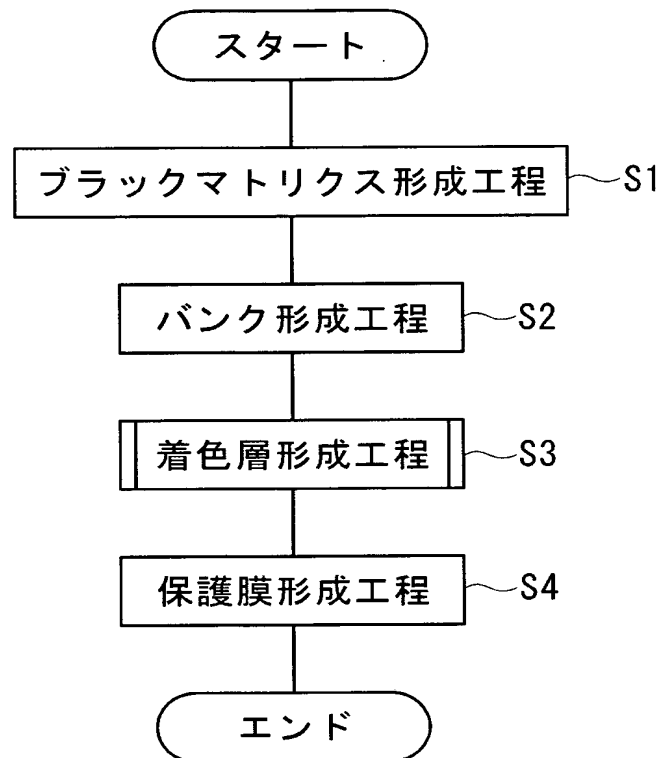 スタート
ブラックマトリクス形成工程 S1
バンク形成工程 S2
着色層形成工程 S3
保護膜形成工程 S4
エンド